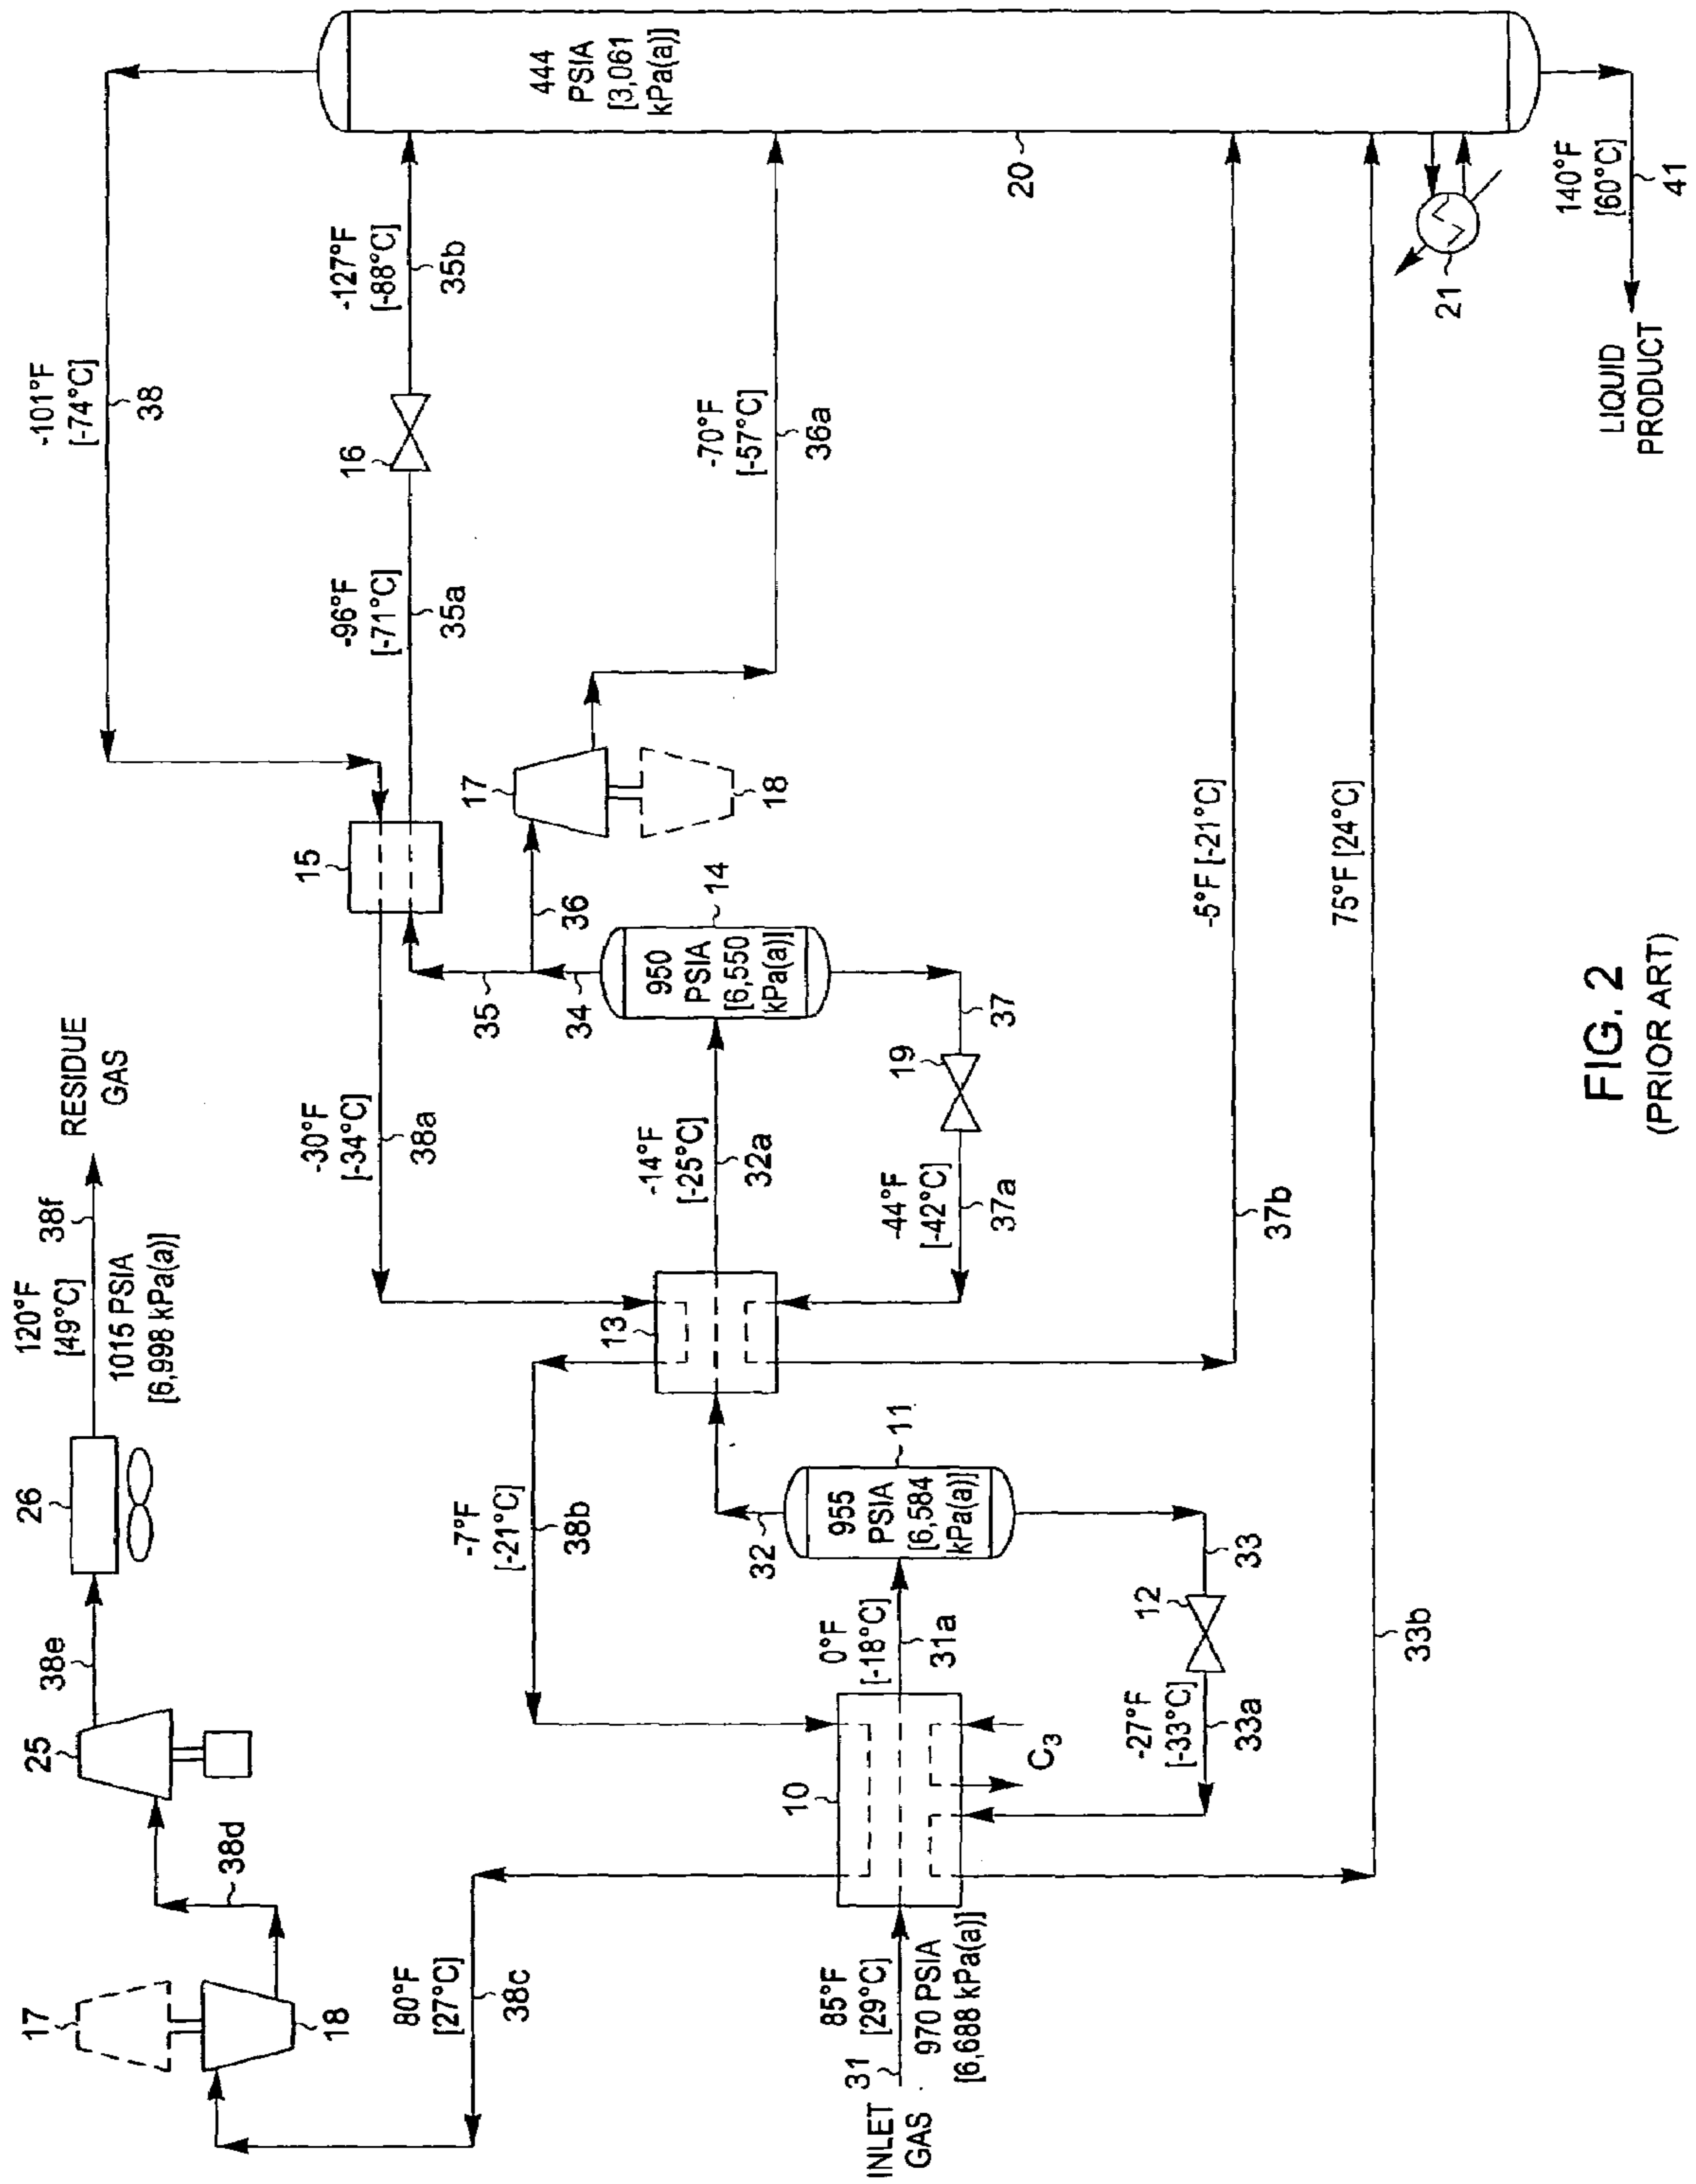 FIG. 2
(PRIOR ART)
INLET
GAS
31
85°F
[29°C]
970 PSIA
[6,688 kPa(a)]
10
C3
0°F
[-18°C]
31a
11
955
PSIA
[6,584
kPa(a)]
32
33
12
-27°F
[-33°C]
33a
33b
75°F [24°C]
13
-14°F
[-25°C]
32a
14
950
PSIA
[6,550
kPa(a)]
34
35
36
37
19
-44°F
[-42°C]
37a
37b
-5°F [-21°C]
15
-96°F
[-71°C]
35a
16
-127°F
[-88°C]
35b
17
18
-70°F
[-57°C]
36a
20
444
PSIA
[3,061
kPa(a)]
21
140°F
[60°C]
41
LIQUID
PRODUCT
-101°F
[-74°C]
38
-30°F
[-34°C]
38a
-7°F
[-21°C]
38b
80°F
[27°C]
38c
17
18
38d
25
38e
26
120°F
[49°C]
38f
1015 PSIA
[6,998 kPa(a)]
RESIDUE
GAS